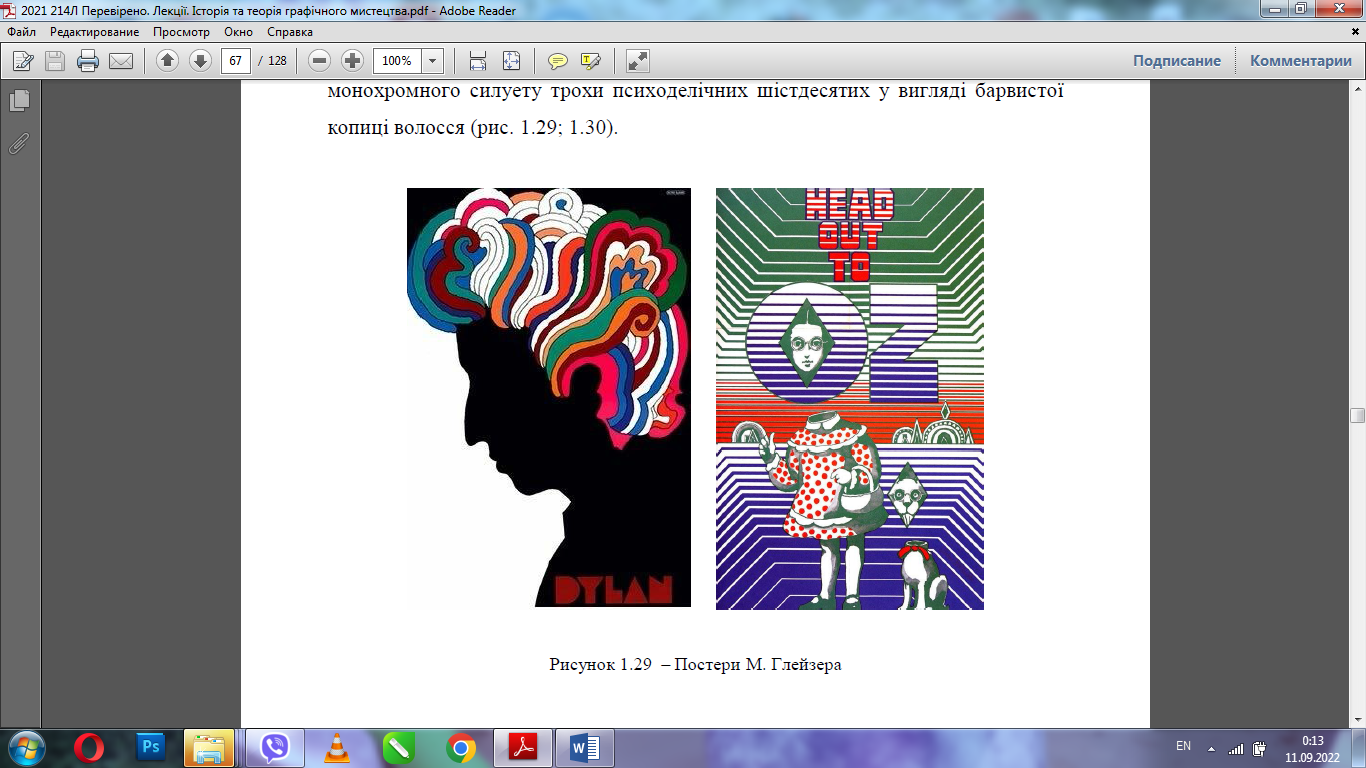 2021 214Л Перевірено. Лекції. Історія та теорія графічного мистецтва.pdf - Adobe Reader
Файл Редактирование Просмотр Окно Справка
67 / 128 100% Подписание Комментарии
монохромного силуету трохи психоделічних шістдесятих у вигляді барвистої
копиці волосся (рис. 1.29; 1.30).
DYLAN
HEAD
OUT
TO
OZ
Рисунок 1.29 – Постери М. Глейзера
Ps
W
EN
0:13
11.09.2022